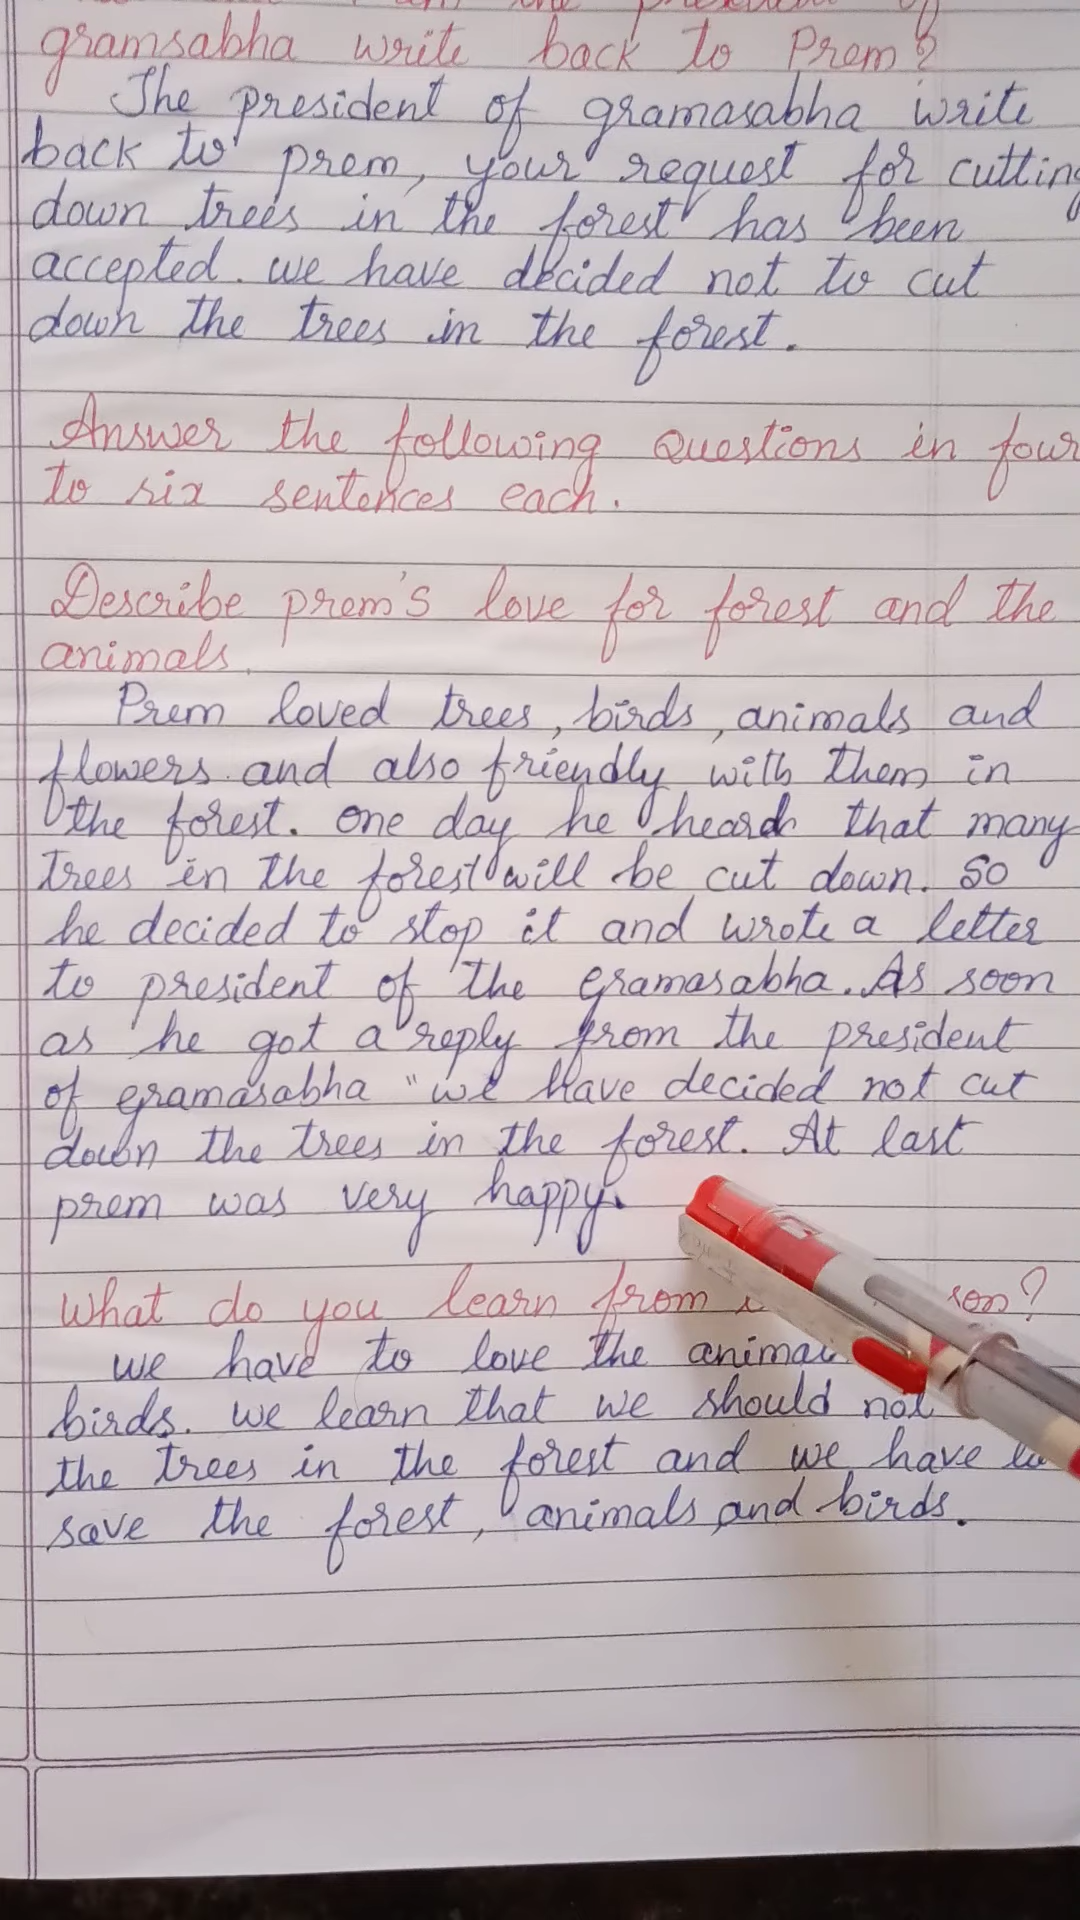 the president of
gramsabha write back to Prem?
The president of gramasabha write
back to prem, your request for cutting
down trees in the forest has been
accepted. we have decided not to cut
down the trees in the forest.
Answer the following Questions in four
to six sentences each.
Describe prem's love for forest and the
animals.
Prem loved trees, birds, animals and
flowers and also friendly with them in
the forest. one day he heard that many
trees in the forest will be cut down. so
he decided to stop it and wrote a letter
to president of the gramasabha. As soon
as he got a reply from the president
of gramasabha "we have decided not cut
down the trees in the forest. At last
prem was very happy.
What do you learn from
we have to love the
birds. we learn that we should not
the trees in the forest and we have
save the forest, animals and birds.